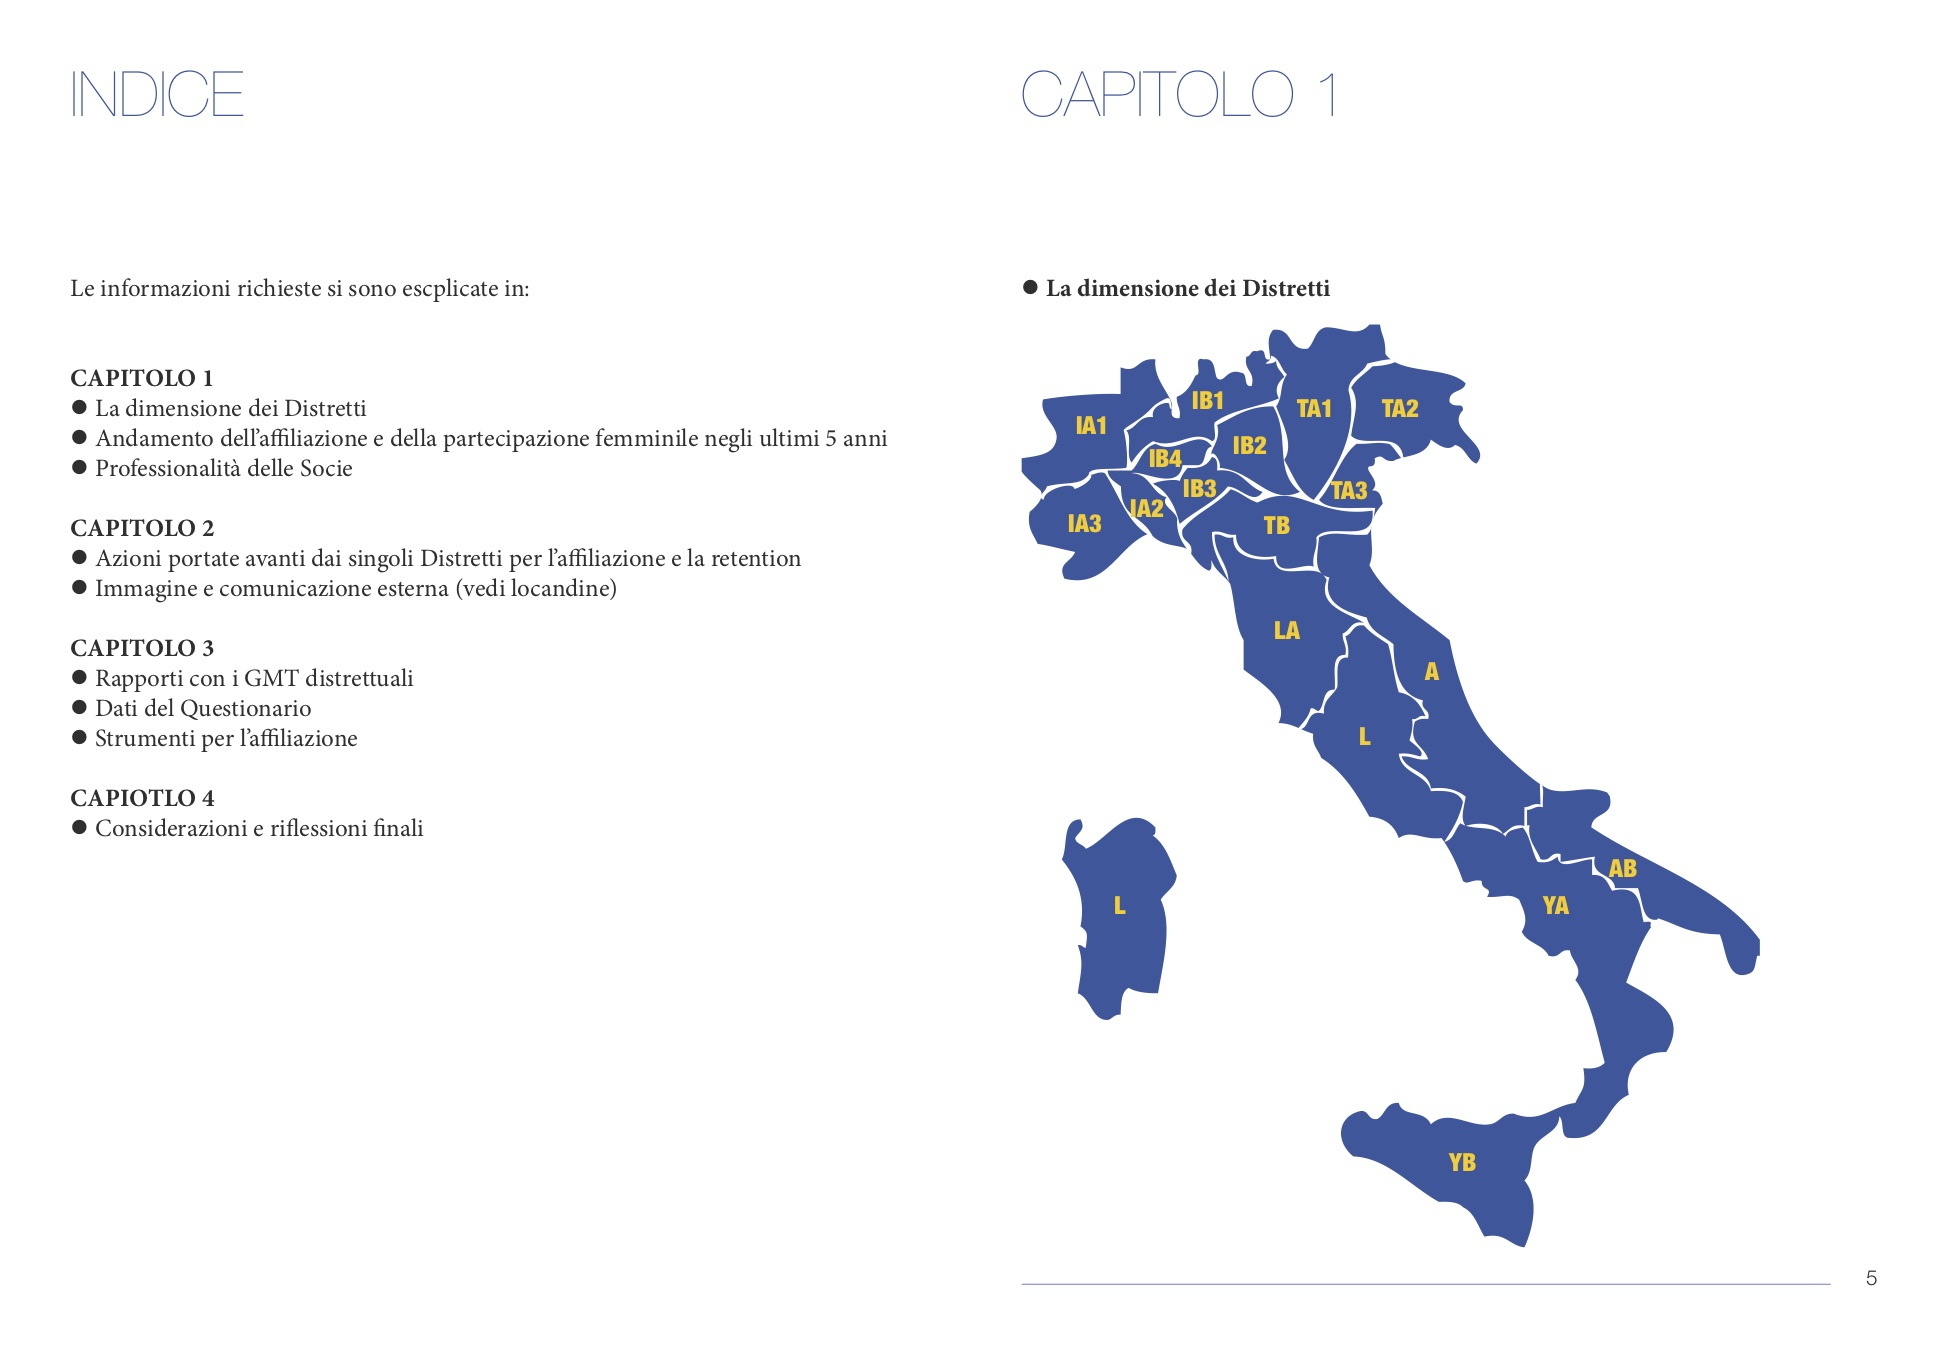 INDICE
Le informazioni richieste si sono escplicate in:
CAPITOLO 1
● La dimensione dei Distretti
● Andamento dell’affiliazione e della partecipazione femminile negli ultimi 5 anni
● Professionalità delle Socie
CAPITOLO 2
● Azioni portate avanti dai singoli Distretti per l’affiliazione e la retention
● Immagine e comunicazione esterna (vedi locandine)
CAPITOLO 3
● Rapporti con i GMT distrettuali
● Dati del Questionario
● Strumenti per l’affiliazione
CAPIOTLO 4
● Considerazioni e riflessioni finali
CAPITOLO 1
● La dimensione dei Distretti
IA1
IB1
TA1
TA2
IB4
IB2
IB3
TA3
IA3
IA2
TB
LA
A
L
L
AB
YA
YB
5